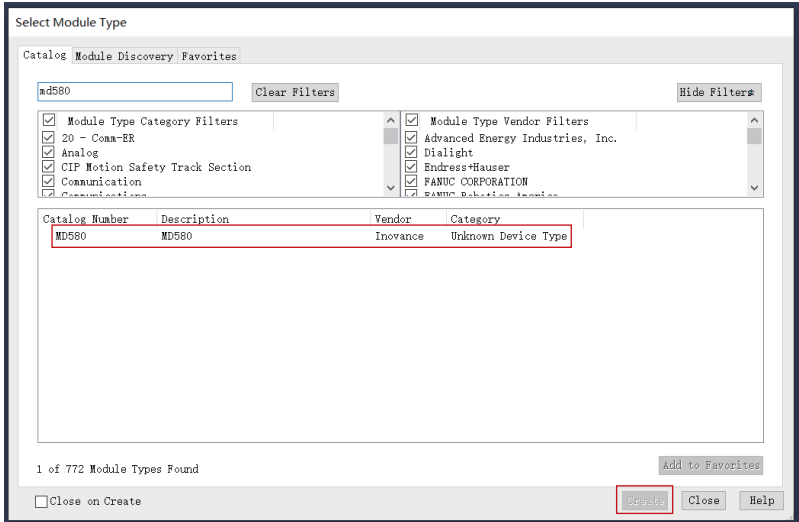 Select Module Type
Catalog Module Discovery Favorites
md580 Clear Filters Hide Filters
Module Type Category Filters
20 - Comm-ER
Analog
CIP Motion Safety Track Section
Communication
Module Type Vendor Filters
Advanced Energy Industries, Inc.
Dialight
Endress+Hauser
FANUC CORPORATION
Catalog Number Description Vendor Category
MD580 MD580 Inovance Unknown Device Type
1 of 772 Module Types Found
Add to Favorites
Close on Create
Create Close Help